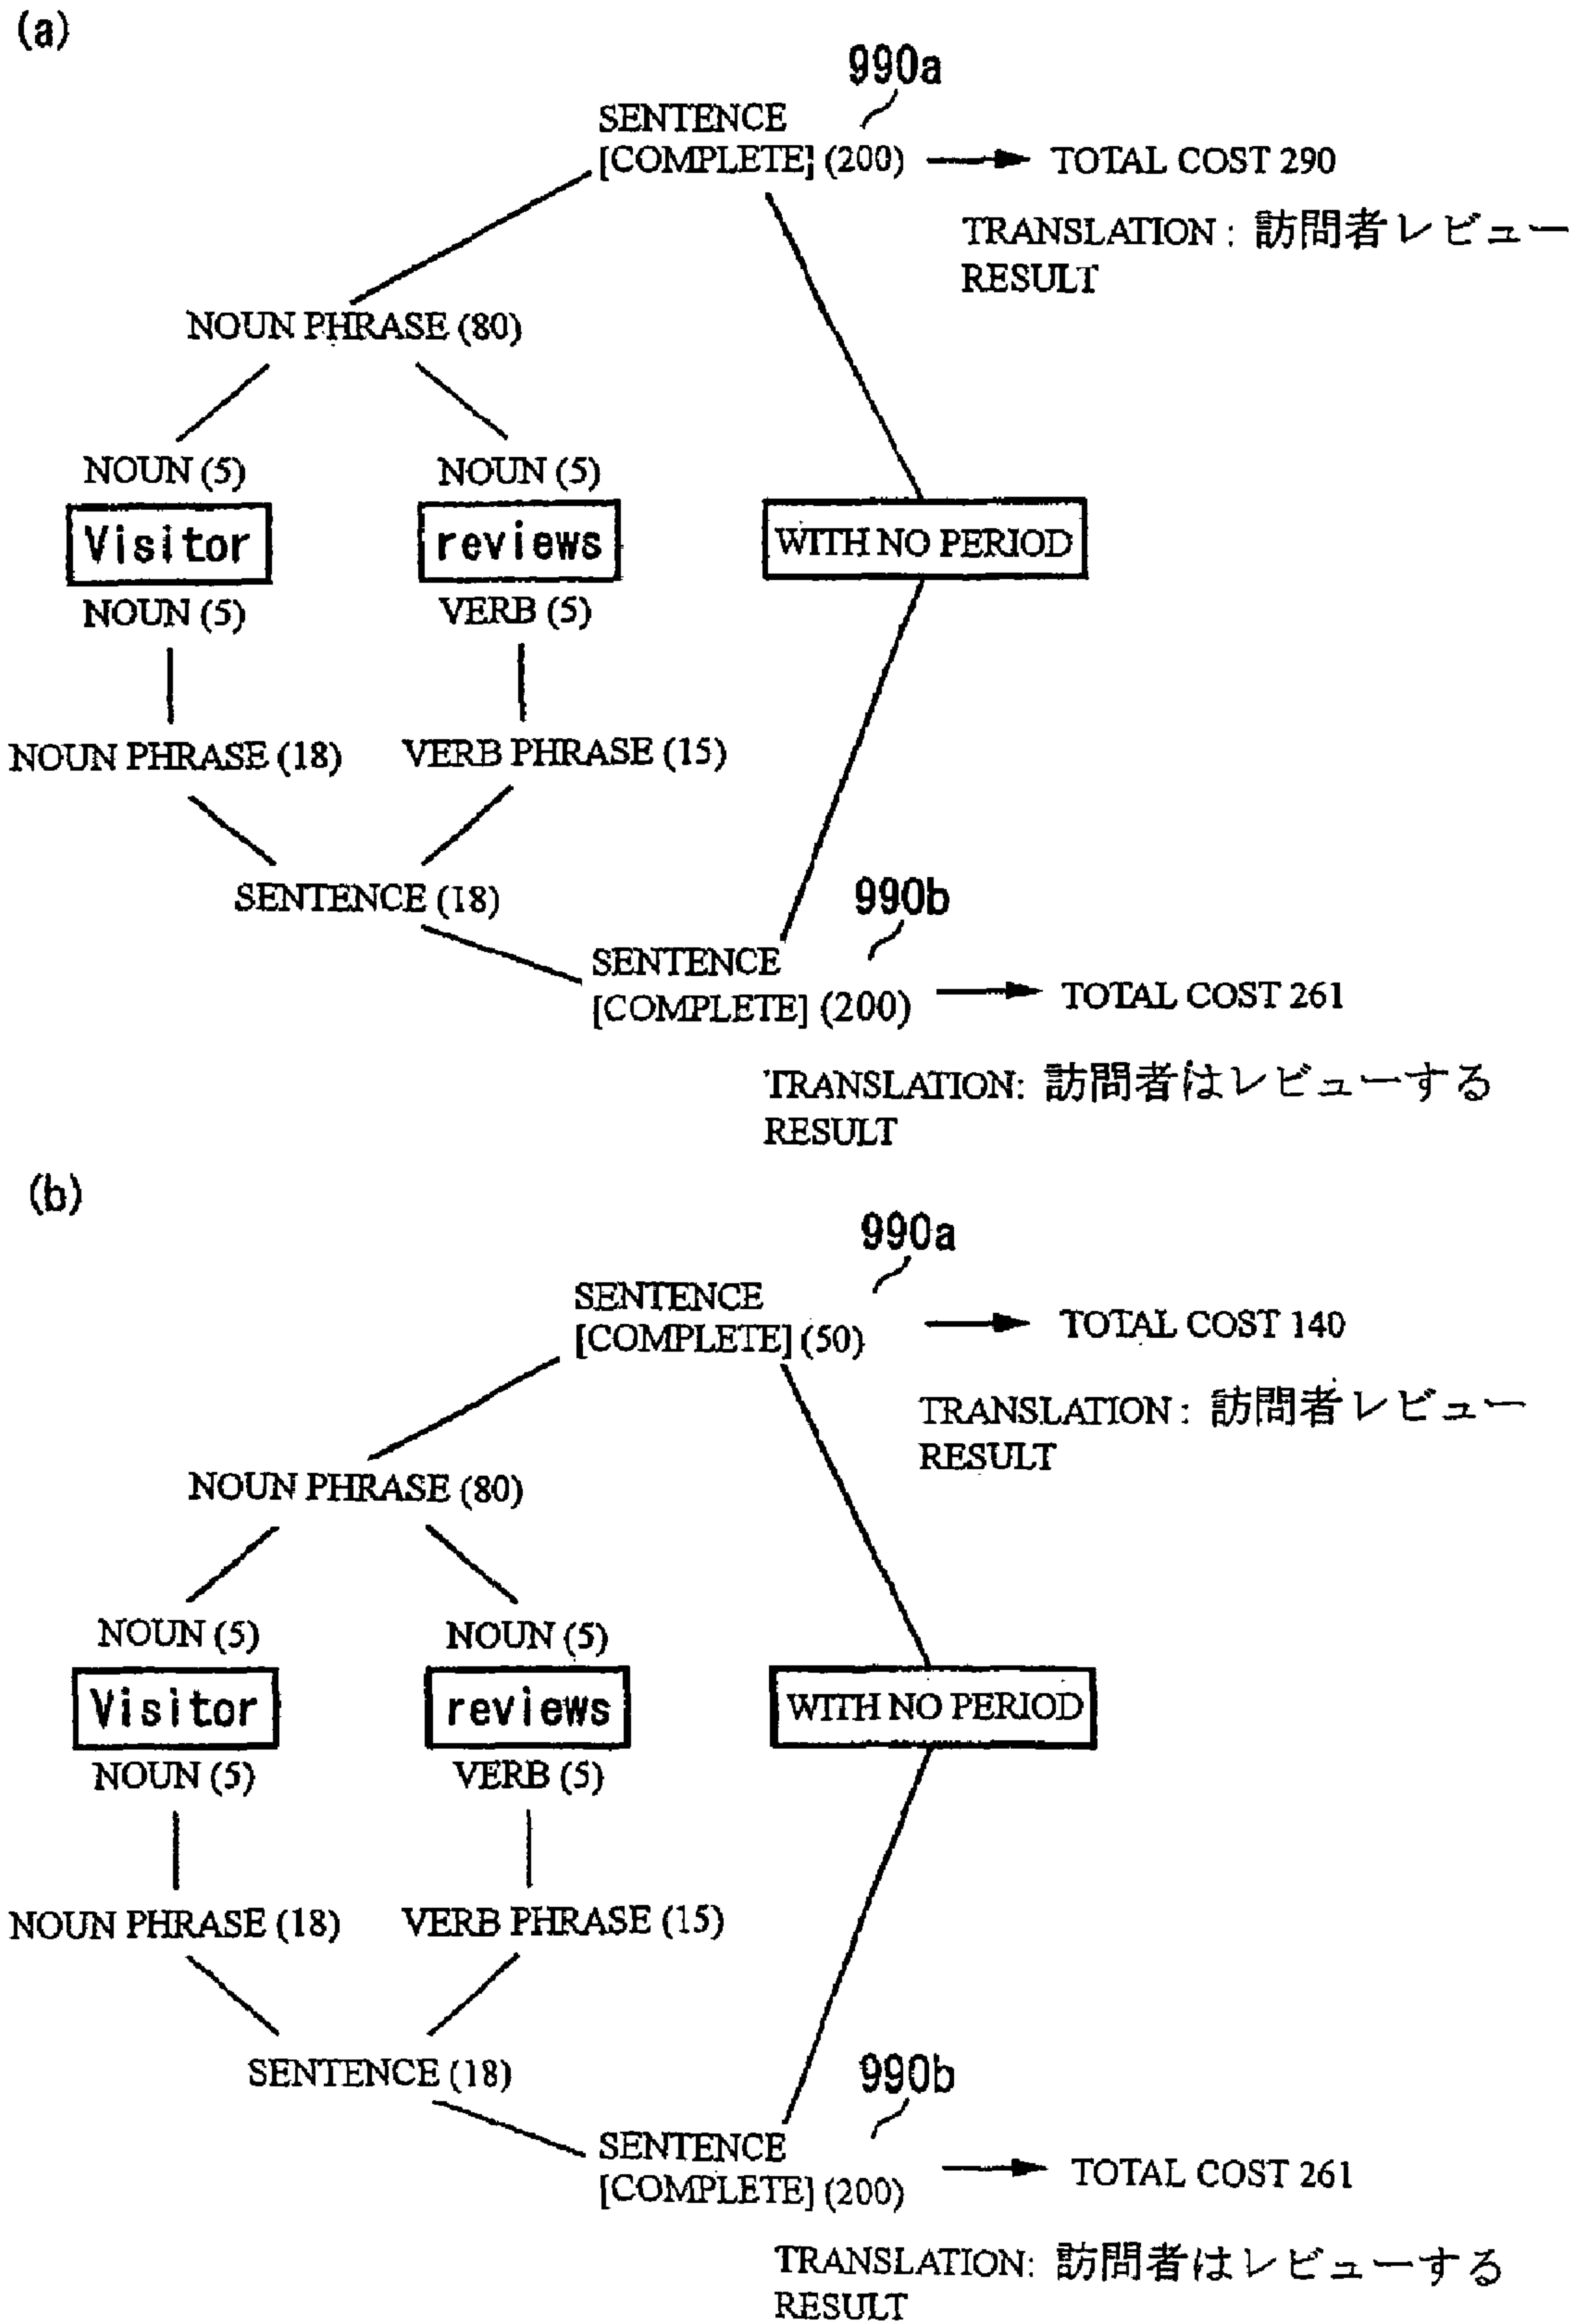 (a)
990a
SENTENCE
[COMPLETE] (200)
TOTAL COST 290
TRANSLATION : 訪問者レビュー
RESULT
NOUN PHRASE (80)
NOUN (5)
NOUN (5)
Visitor
reviews
WITH NO PERIOD
NOUN (5)
VERB (5)
NOUN PHRASE (18)
VERB PHRASE (15)
SENTENCE (18)
990b
SENTENCE
[COMPLETE] (200)
TOTAL COST 261
TRANSLATION: 訪問者はレビューする
RESULT
(b)
990a
SENTENCE
[COMPLETE] (50)
TOTAL COST 140
TRANSLATION : 訪問者レビュー
RESULT
NOUN PHRASE (80)
NOUN (5)
NOUN (5)
Visitor
reviews
WITH NO PERIOD
NOUN (5)
VERB (5)
NOUN PHRASE (18)
VERB PHRASE (15)
SENTENCE (18)
990b
SENTENCE
[COMPLETE] (200)
TOTAL COST 261
TRANSLATION: 訪問者はレビューする
RESULT